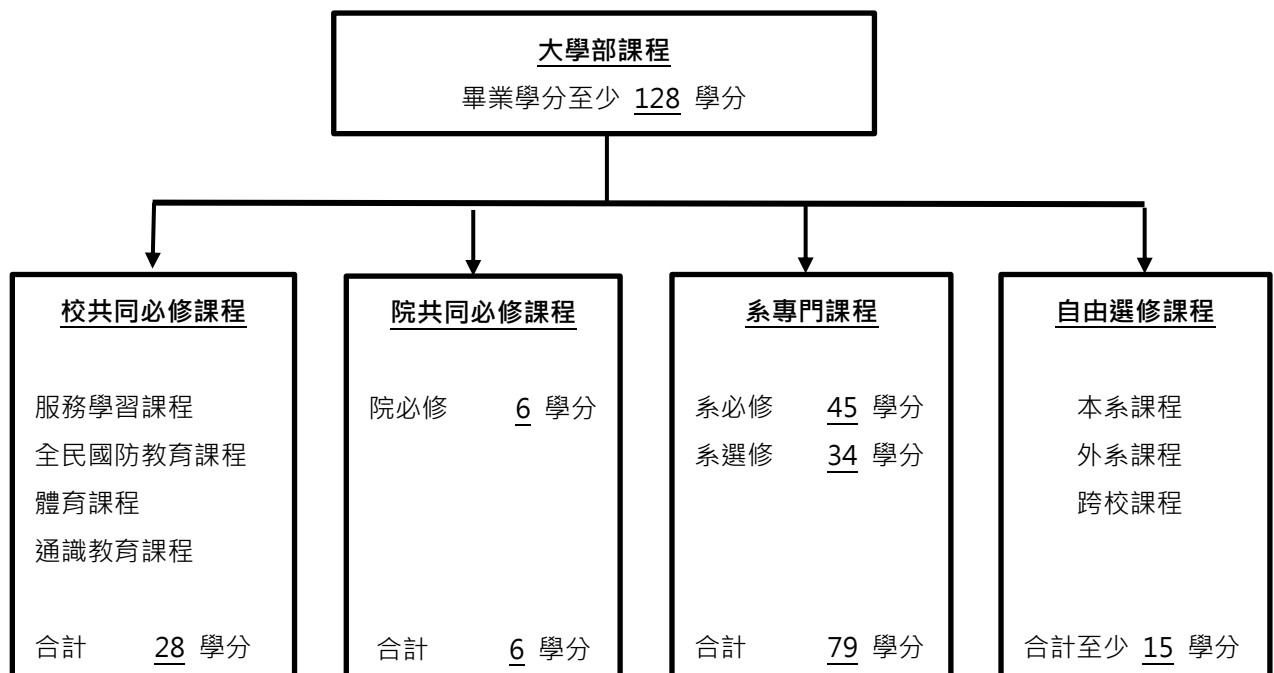 大學部課程
畢業學分至少 128 學分
校共同必修課程
服務學習課程
全民國防教育課程
體育課程
通識教育課程
合計 28 學分
院共同必修課程
院必修 6 學分
合計 6 學分
系專門課程
系必修 45 學分
系選修 34 學分
合計 79 學分
自由選修課程
本系課程
外系課程
跨校課程
合計至少 15 學分